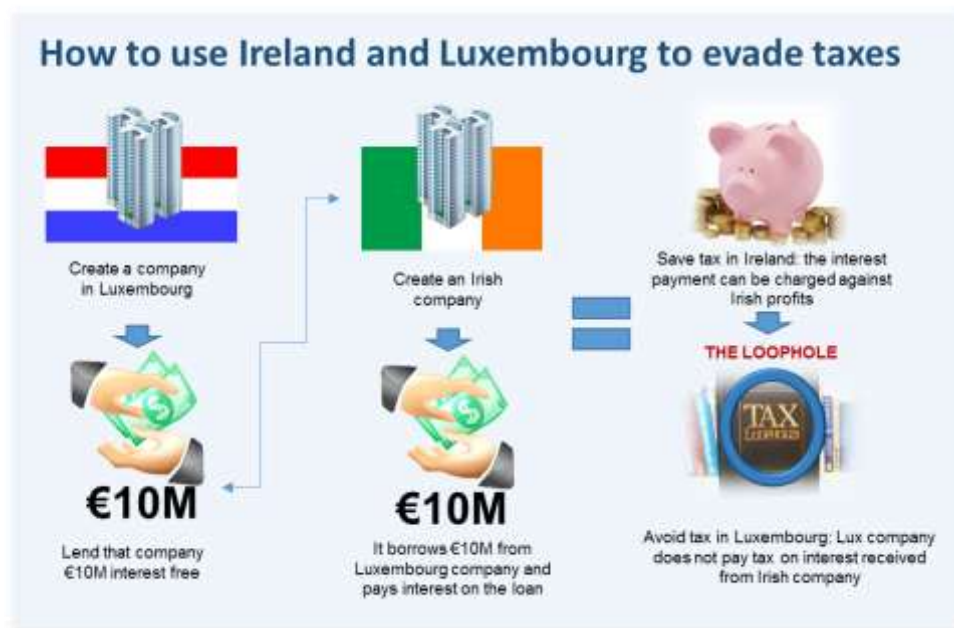 How to use Ireland and Luxembourg to evade taxes
Create a company
in Luxembourg
€10M
Lend that company
€10M interest free
Create an Irish
company
€10M
It borrows €10M from
Luxembourg company and
pays interest on the loan
Save tax in Ireland: the interest
payment can be charged against
Irish profits
THE LOOPHOLE
TAX
LOOPHOLES
Avoid tax in Luxembourg: Lux company
does not pay tax on interest received
from Irish company